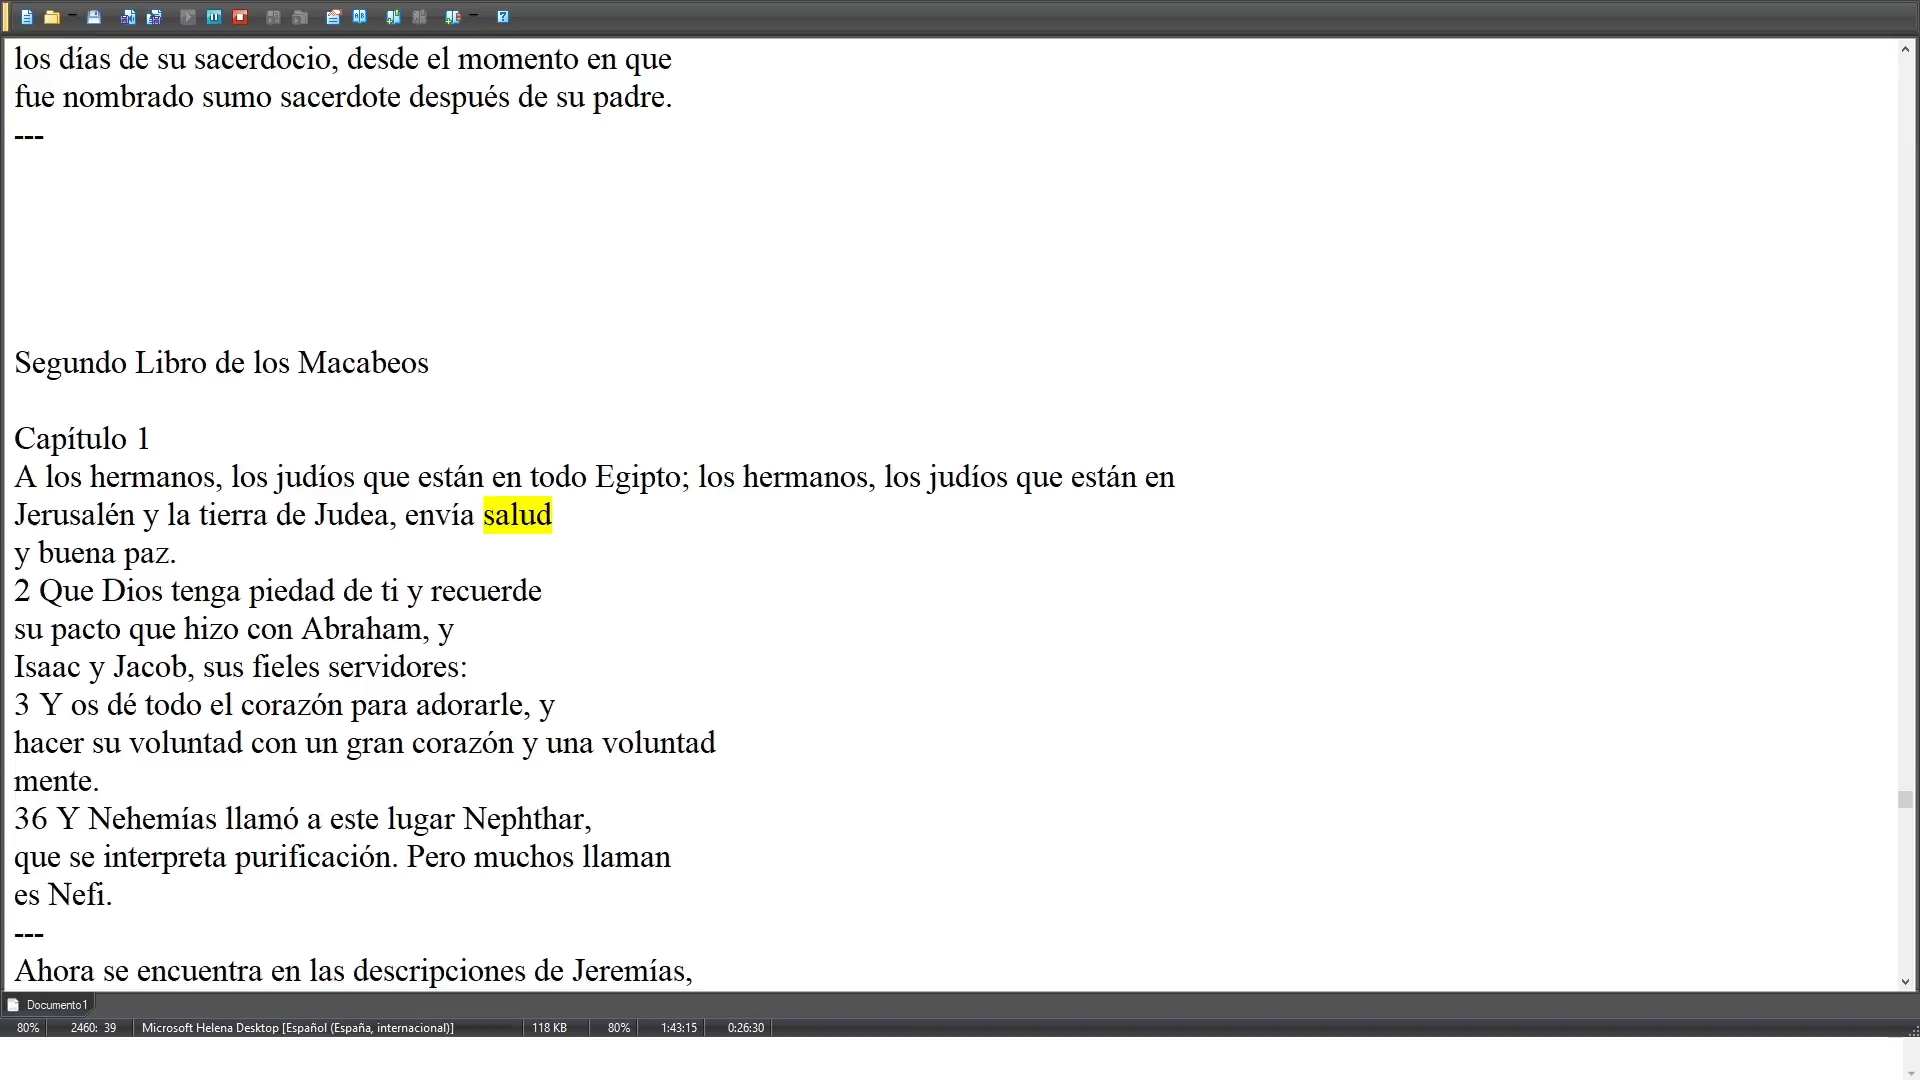 los días de su sacerdocio, desde el momento en que
fue nombrado sumo sacerdote después de su padre.
---
Segundo Libro de los Macabeos
Capítulo 1
A los hermanos, los judíos que están en todo Egipto; los hermanos, los judíos que están en
Jerusalén y la tierra de Judea, envía salud
y buena paz.
2 Que Dios tenga piedad de ti y recuerde
su pacto que hizo con Abraham, y
Isaac y Jacob, sus fieles servidores:
3 Y os dé todo el corazón para adorarle, y
hacer su voluntad con un gran corazón y una voluntad
mente.
36 Y Nehemías llamó a este lugar Nephthar,
que se interpreta purificación. Pero muchos llaman
es Nefi.
---
Ahora se encuentra en las descripciones de Jeremías,
Documento1
80% 2460: 39 Microsoft Helena Desktop [Español (España, internacional)] 118 KB 80% 1:43:15 0:26:30